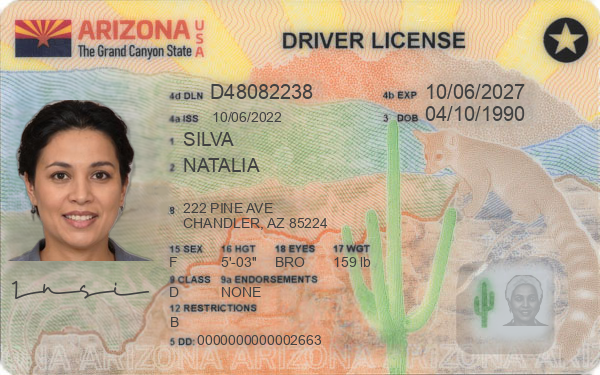 ARIZONA USA
The Grand Canyon State
DRIVER LICENSE
4d DLN D48082238
4b EXP 10/06/2027
4a ISS 10/06/2022
3 DOB 04/10/1990
1 SILVA
2 NATALIA
8 222 PINE AVE
CHANDLER, AZ 85224
15 SEX 16 HGT 18 EYES 17 WGT
F 5'-03" BRO 159 lb
9 CLASS 9a ENDORSEMENTS
D NONE
12 RESTRICTIONS
B
5 DD: 0000000000002663
ARIZONA ARIZONA ARIZONA ARIZONA